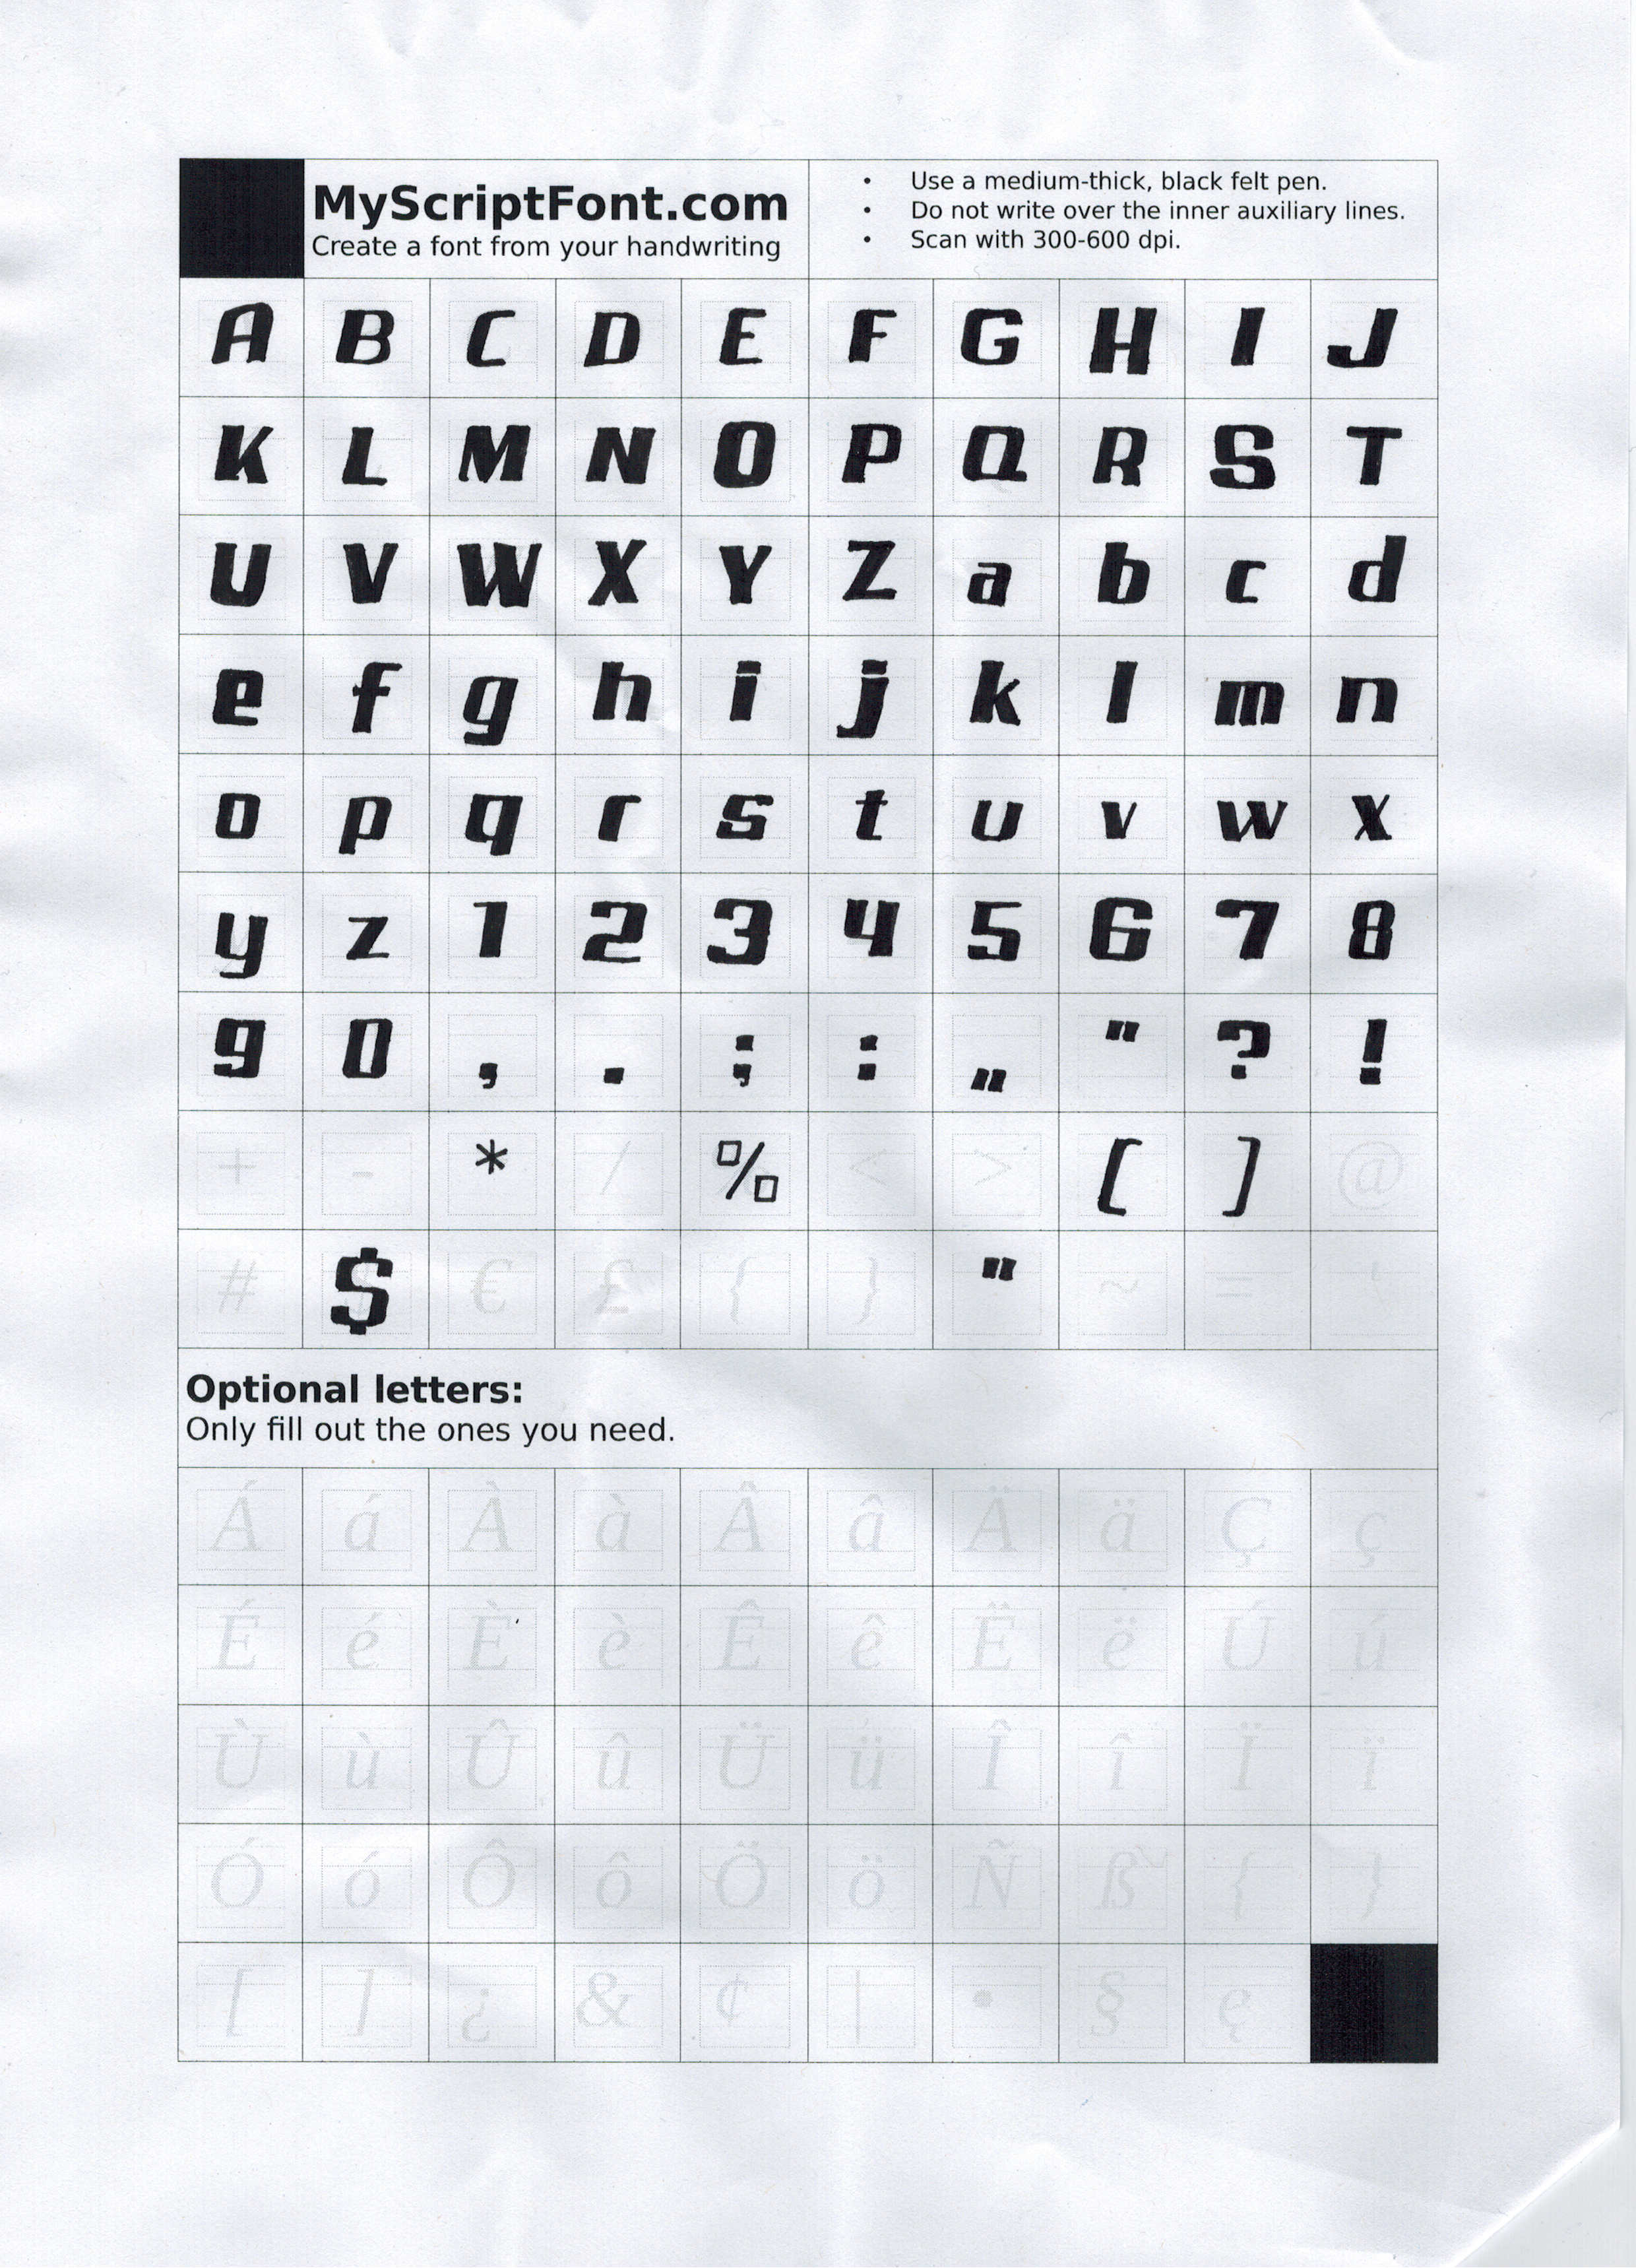 MyScriptFont.com
Create a font from your handwriting
• Use a medium-thick, black felt pen.
• Do not write over the inner auxiliary lines.
• Scan with 300-600 dpi.
A B C D E F G H I J
K L M N O P Q R S T
U V W X Y Z a b c d
e f g h i j k l m n
o p q r s t u v w x
y z 1 2 3 4 5 6 7 8
9 0 , . ; : „ " ? !
+ - * / % < > ( ) @
# $ € £ { } " ~ = '
Optional letters:
Only fill out the ones you need.
Á á À à Â â Ä ä Ç ç
É é È è Ê ê Ë ë Ú ú
Ù ù Û û Ü ü Î î Ï ï
Ó ó Ô ô Ö ö Ñ ß { }
[ ] ¿ & ¢ | • § ę